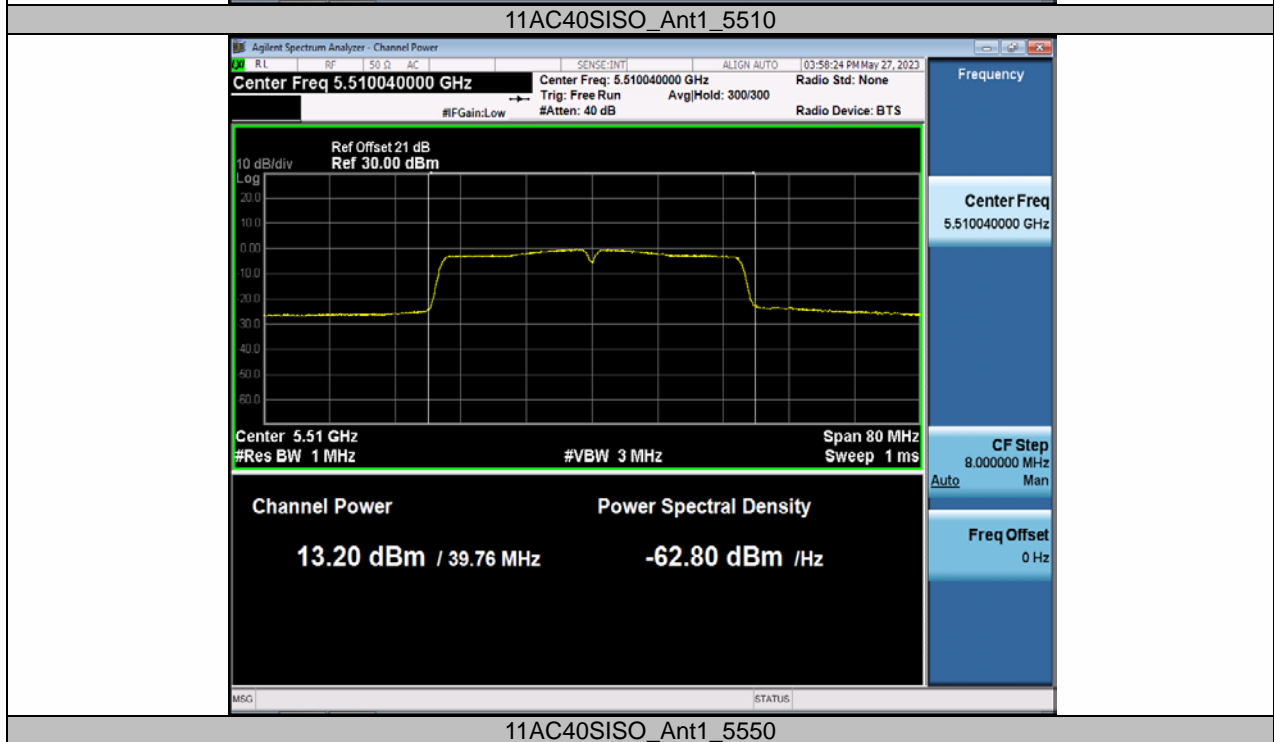 11AC40SISO_Ant1_5510
Agilent Spectrum Analyzer - Channel Power
RL RF 50 Ω AC SENSE:INT ALIGN AUTO 03:58:24 PM May 27, 2023
Center Freq 5.510040000 GHz
Center Freq: 5.510040000 GHz Radio Std: None
Trig: Free Run Avg|Hold: 300/300
#IFGain:Low #Atten: 40 dB Radio Device: BTS
Frequency
Ref Offset 21 dB
10 dB/div Ref 30.00 dBm
Log
20.0
10.0
0.00
-10.0
-20.0
-30.0
-40.0
-50.0
-60.0
Center 5.51 GHz Span 80 MHz
#Res BW 1 MHz #VBW 3 MHz Sweep 1 ms
Channel Power Power Spectral Density
13.20 dBm / 39.76 MHz -62.80 dBm /Hz
Center Freq
5.510040000 GHz
CF Step
8.000000 MHz
Auto Man
Freq Offset
0 Hz
MSG STATUS
11AC40SISO_Ant1_5550